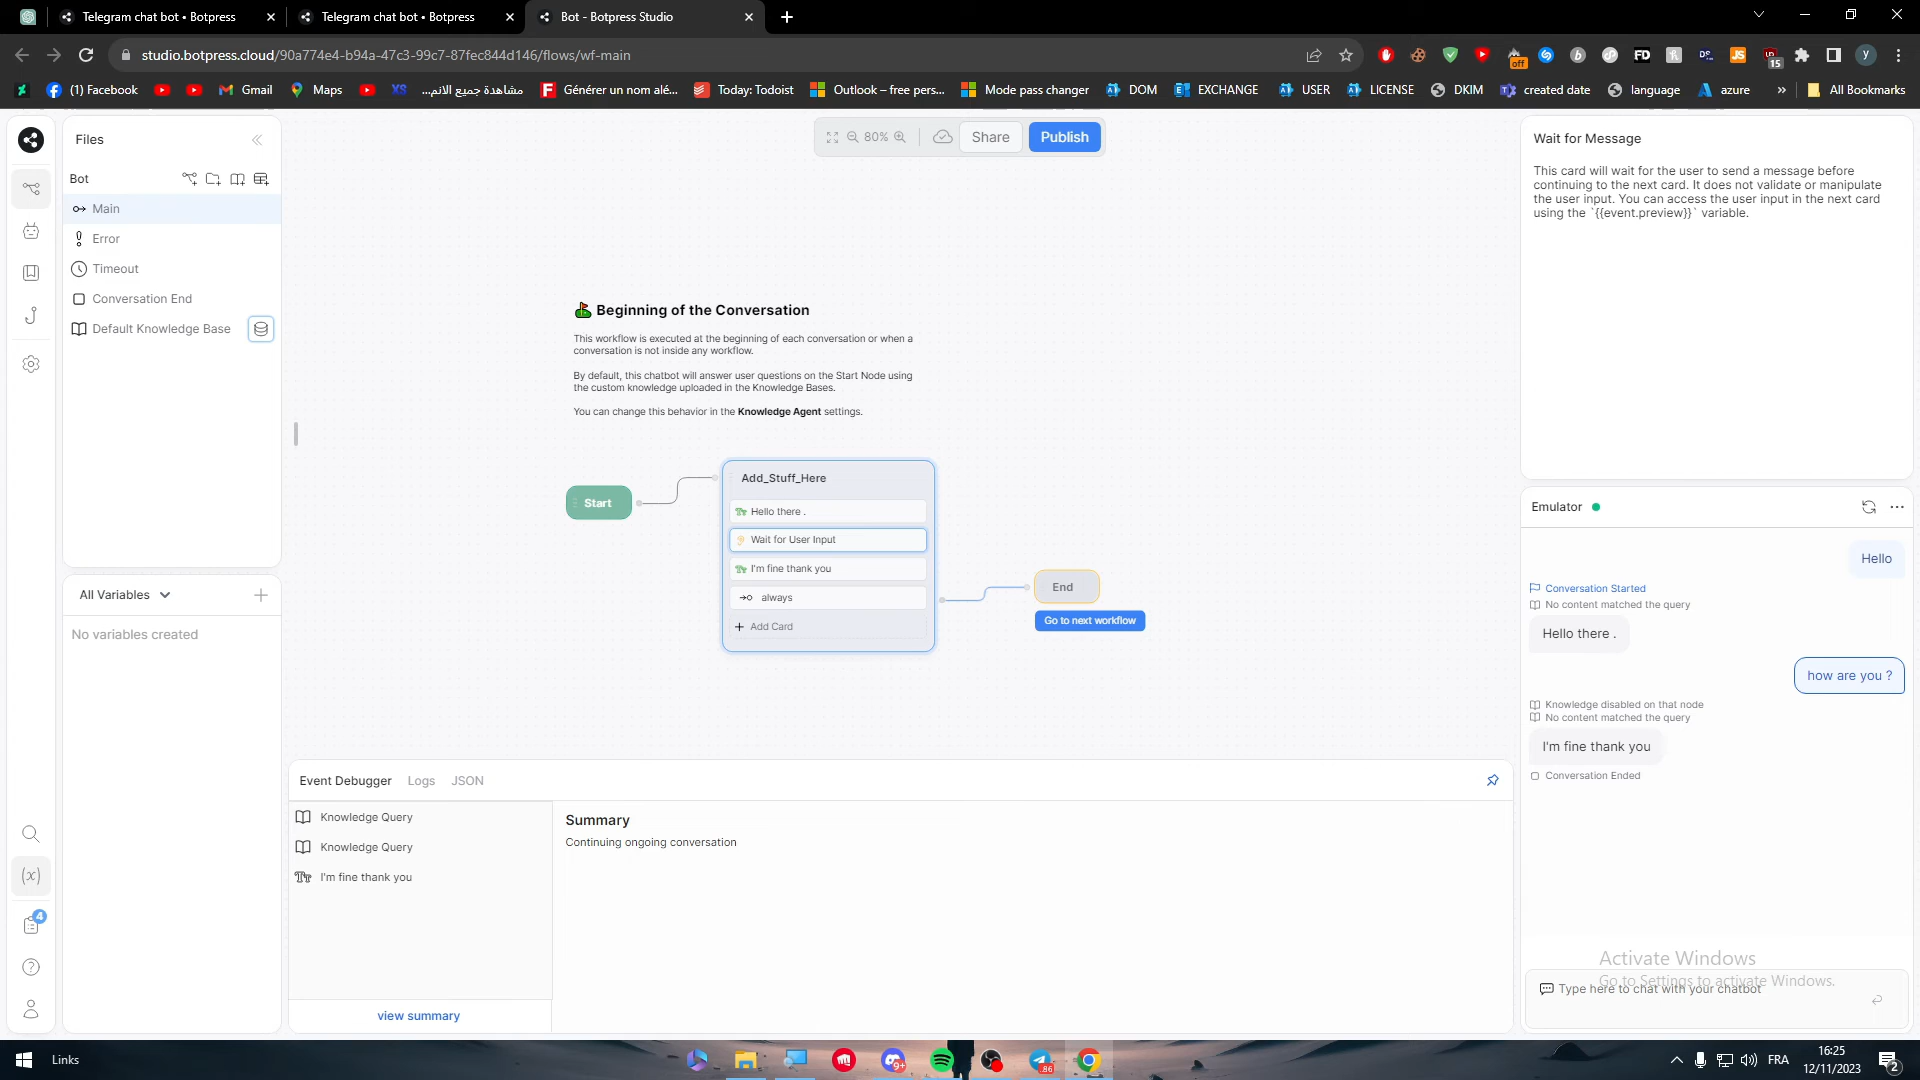 Telegram chat bot • Botpress
Telegram chat bot • Botpress
Bot - Botpress Studio
studio.botpress.cloud/90a774e4-b94a-47c3-99c7-87fec844d146/flows/wf-main
off
FD
JS
15
y
(1) Facebook
Gmail
Maps
XS
مشاهدة جميع الانم...
Générer un nom alé...
Today: Todoist
Outlook – free pers...
Mode pass changer
DOM
EXCHANGE
USER
LICENSE
DKIM
created date
language
azure
»
All Bookmarks
Files
Bot
Main
Error
Timeout
Conversation End
Default Knowledge Base
80%
Share
Publish
Beginning of the Conversation
This workflow is executed at the beginning of each conversation or when a
conversation is not inside any workflow.
By default, this chatbot will answer user questions on the Start Node using
the custom knowledge uploaded in the Knowledge Bases.
You can change this behavior in the Knowledge Agent settings.
Start
Add_Stuff_Here
Hello there .
Wait for User Input
I'm fine thank you
always
Add Card
End
Go to next workflow
Wait for Message
This card will wait for the user to send a message before
continuing to the next card. It does not validate or manipulate
the user input. You can access the user input in the next card
using the `{{event.preview}}` variable.
Emulator
Hello
Conversation Started
No content matched the query
Hello there .
how are you ?
Knowledge disabled on that node
No content matched the query
I'm fine thank you
Conversation Ended
Activate Windows
Go to Settings to activate Windows.
Type here to chat with your chatbot
All Variables
No variables created
(x)
4
Event Debugger
Logs
JSON
Knowledge Query
Knowledge Query
I'm fine thank you
view summary
Summary
Continuing ongoing conversation
Links
9+
86
FRA
16:25
12/11/2023
2